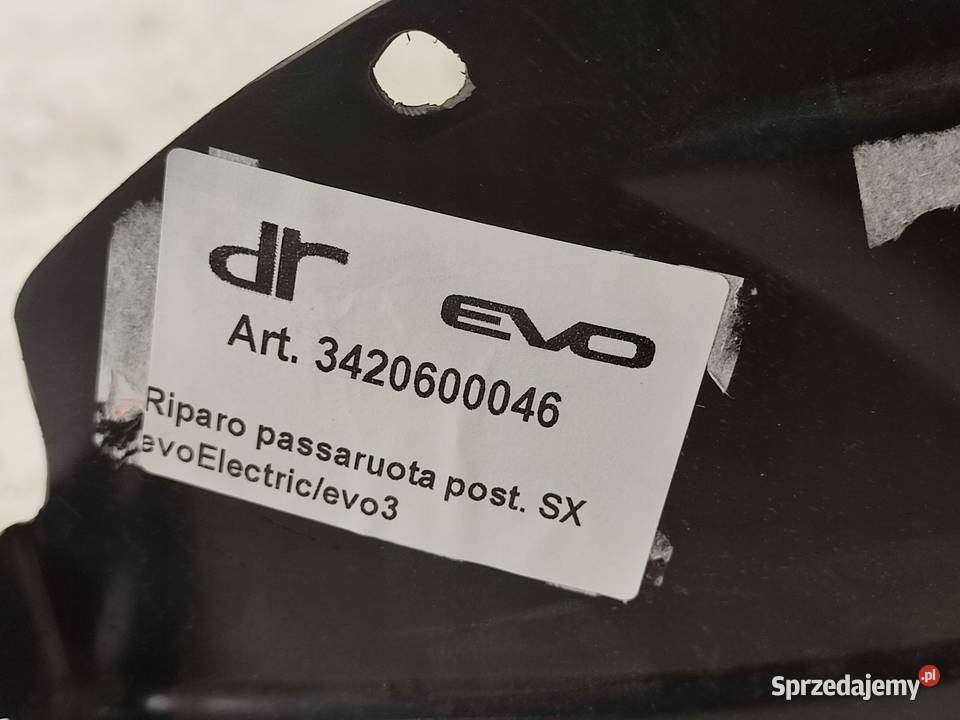 dr
EVO
Art. 3420600046
Riparo passaruota post. SX
evoElectric/evo3
Sprzedajemy.pl